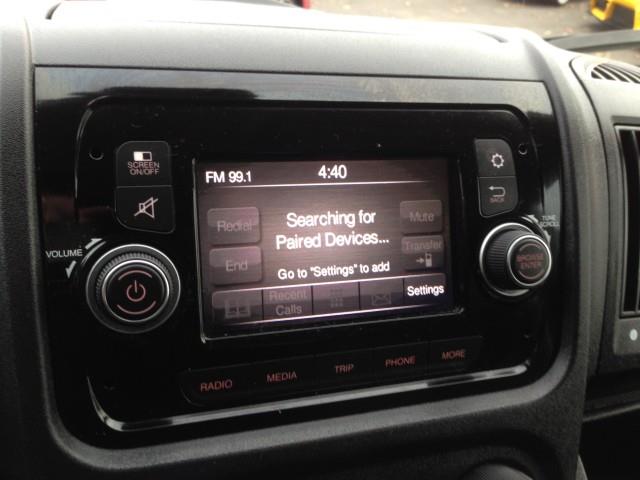 SCREEN
ON/OFF
FM 99.1
4:40
BACK
Redial
Searching for
Paired Devices...
Mute
TUNE
SCROLL
VOLUME
End
Transfer
Go to "Settings" to add
BROWSE
ENTER
Recent
Calls
Settings
RADIO
MEDIA
TRIP
PHONE
MORE